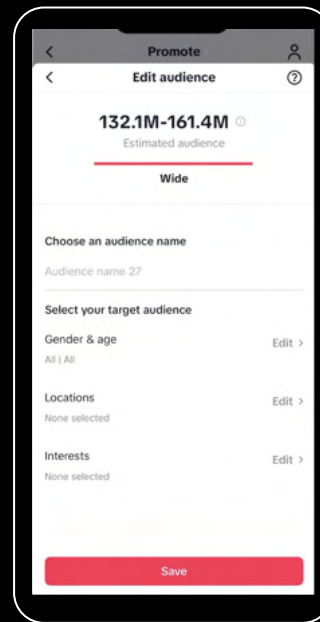 Promote
Edit audience
132.1M-161.4M
Estimated audience
Wide
Choose an audience name
Audience name 27
Select your target audience
Gender & age
Edit >
All | All
Locations
Edit >
None selected
Interests
Edit >
None selected
Save